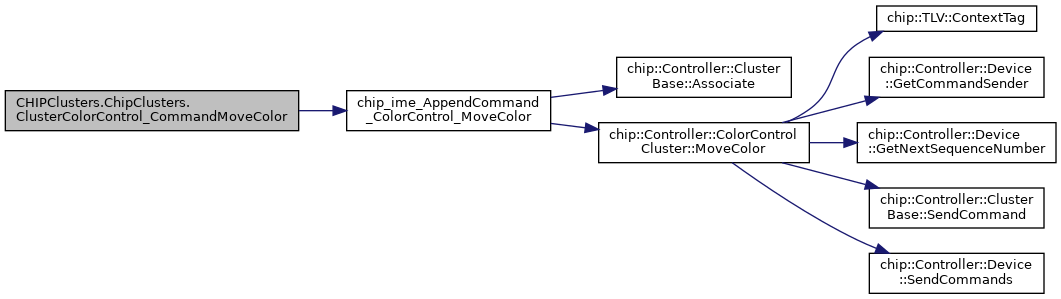 CHIPClusters.ChipClusters.
ClusterColorControl_CommandMoveColor
chip_ime_AppendCommand
_ColorControl_MoveColor
chip::Controller::Cluster
Base::Associate
chip::Controller::ColorControl
Cluster::MoveColor
chip::TLV::ContextTag
chip::Controller::Device
::GetCommandSender
chip::Controller::Device
::GetNextSequenceNumber
chip::Controller::Cluster
Base::SendCommand
chip::Controller::Device
::SendCommands